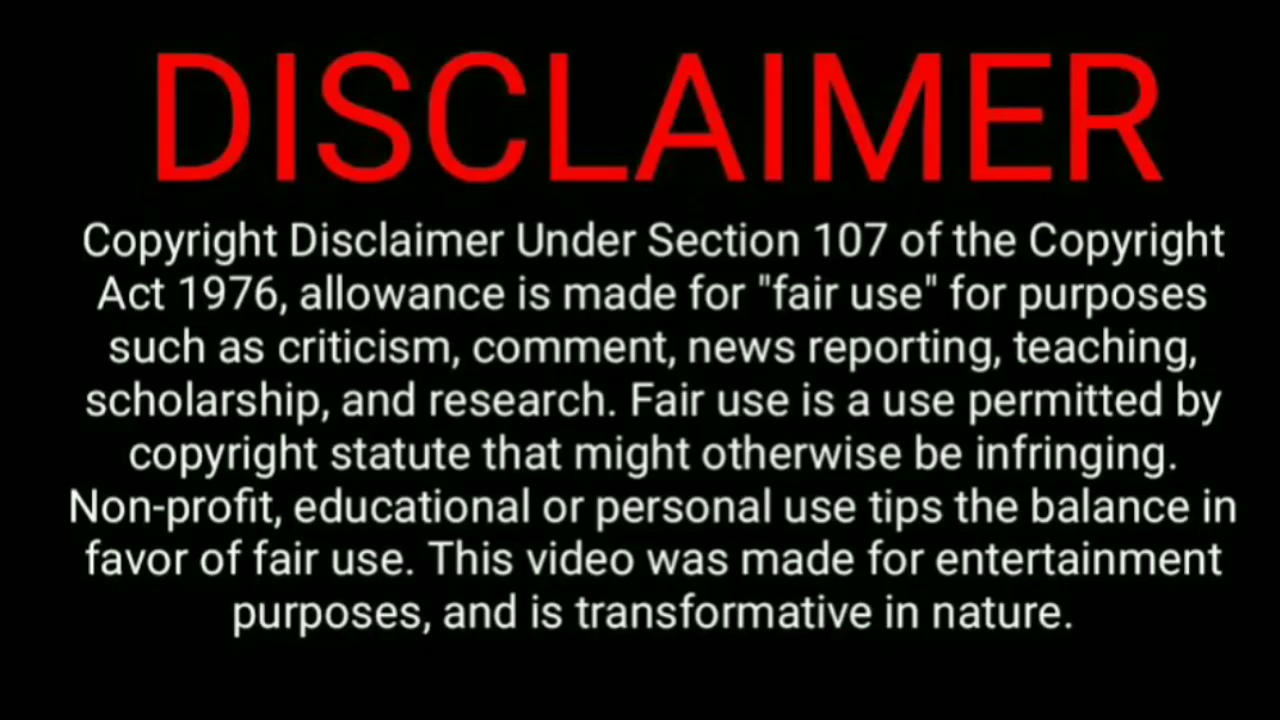 DISCLAIMER
Copyright Disclaimer Under Section 107 of the Copyright
Act 1976, allowance is made for "fair use" for purposes
such as criticism, comment, news reporting, teaching,
scholarship, and research. Fair use is a use permitted by
copyright statute that might otherwise be infringing.
Non-profit, educational or personal use tips the balance in
favor of fair use. This video was made for entertainment
purposes, and is transformative in nature.